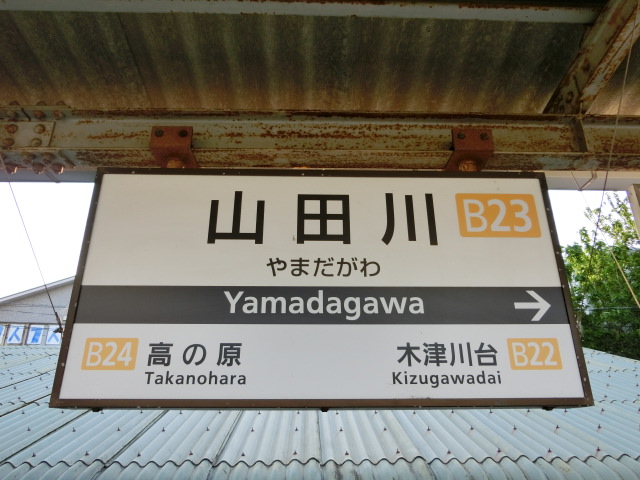 山田川 B23
やまだがわ
Yamadagawa
B24 高の原 木津川台 B22
Takanohara Kizugawadai